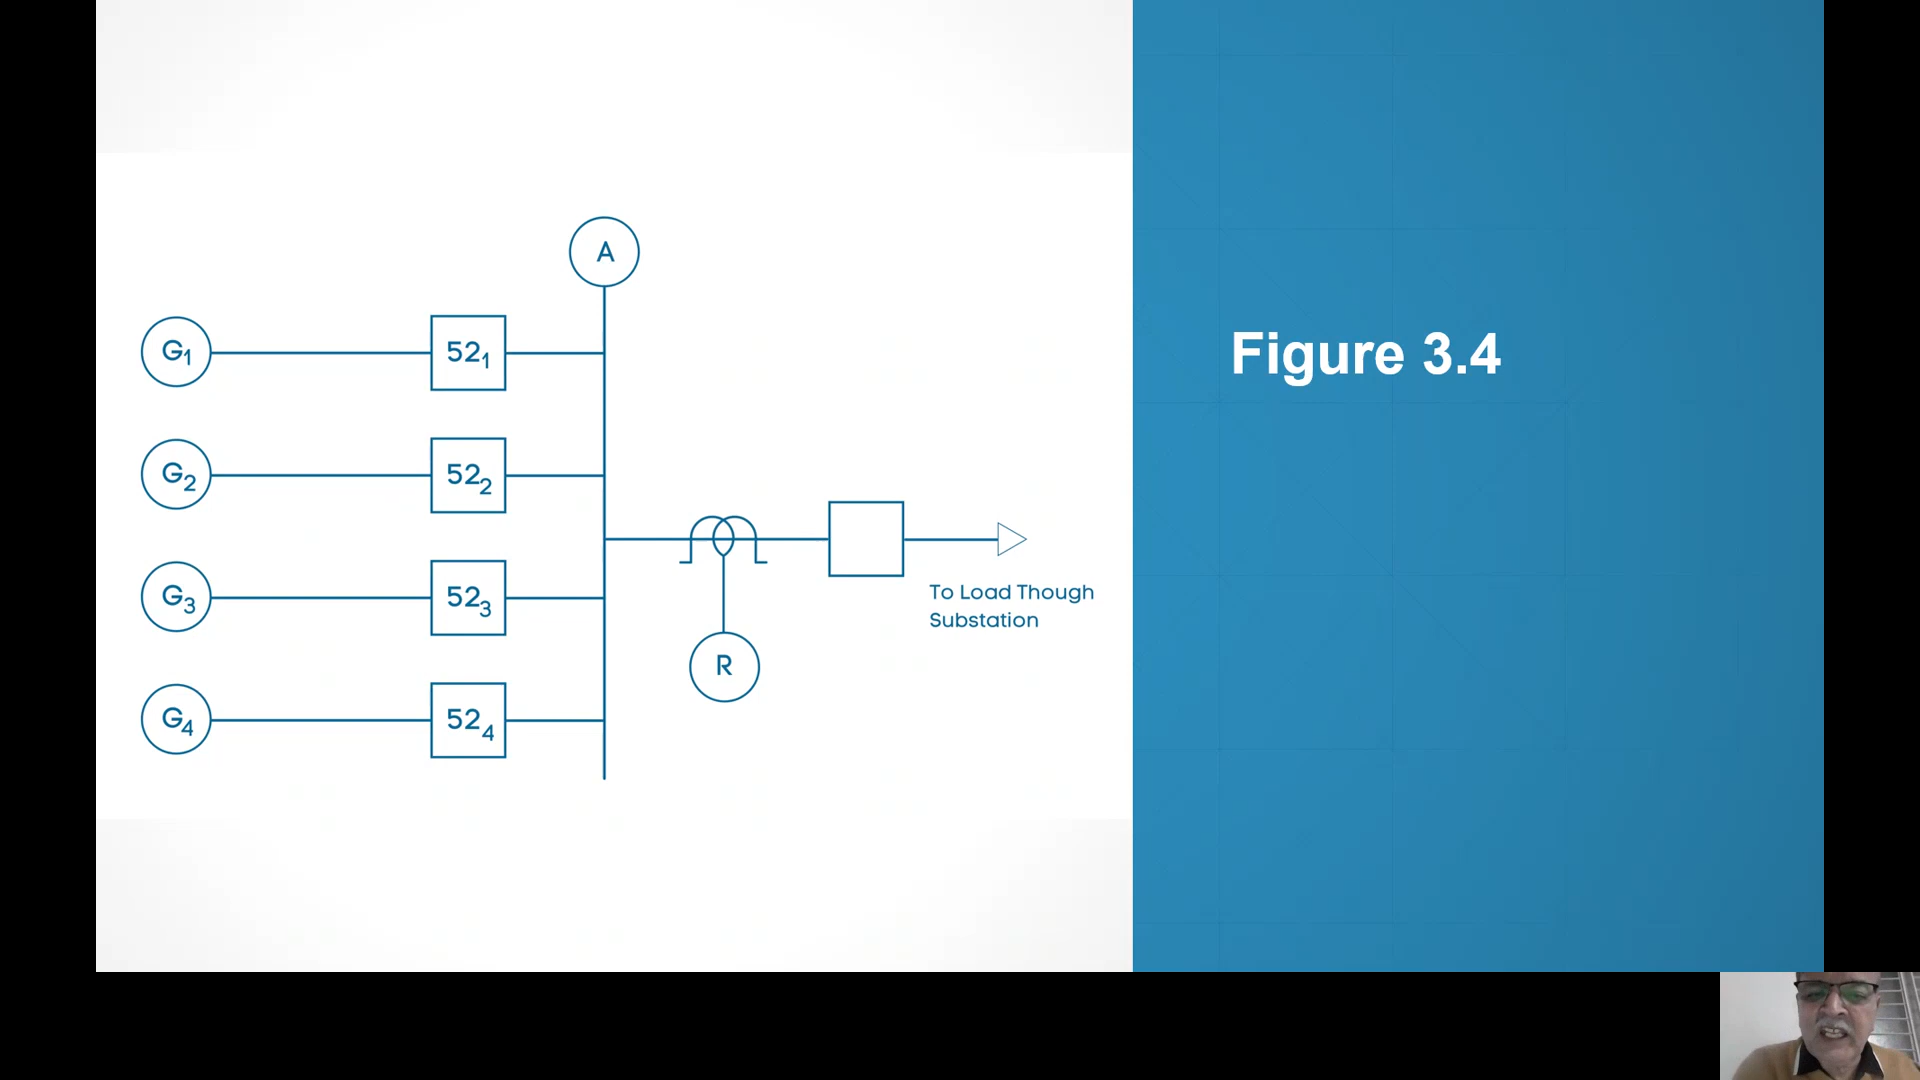 A
G1
521
G2
522
G3
523
G4
524
R
To Load Though
Substation
Figure 3.4